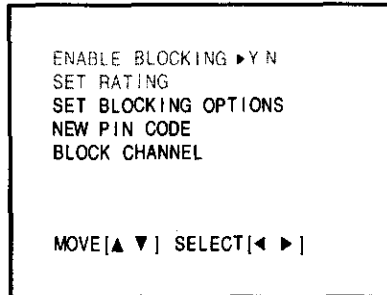 ENABLE BLOCKING ▶Y N
SET RATING
SET BLOCKING OPTIONS
NEW PIN CODE
BLOCK CHANNEL
MOVE[▲ ▼] SELECT[◀ ▶]